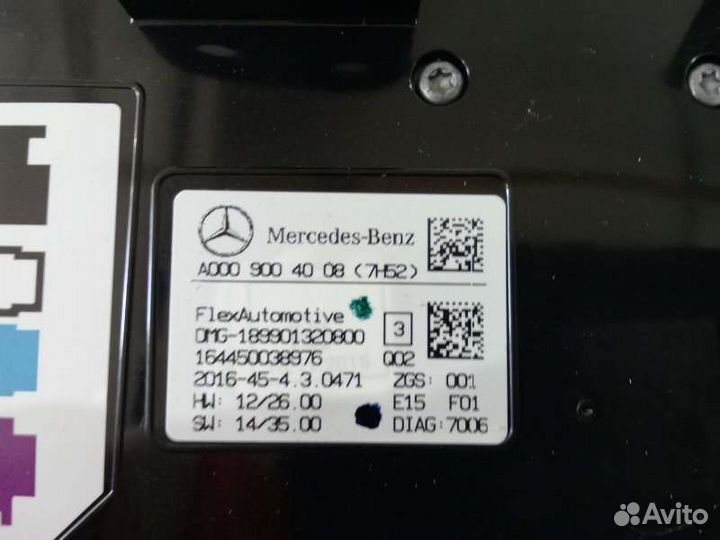 Mercedes-Benz
A000 900 40 08 (7H52)
FlexAutomotive
DMG-189901320800
3
164450038976 Q02
2016-45-4.3.0471 ZGS: 001
HW: 12/26.00 E15 F01
SW: 14/35.00 DIAG:7006
Avito